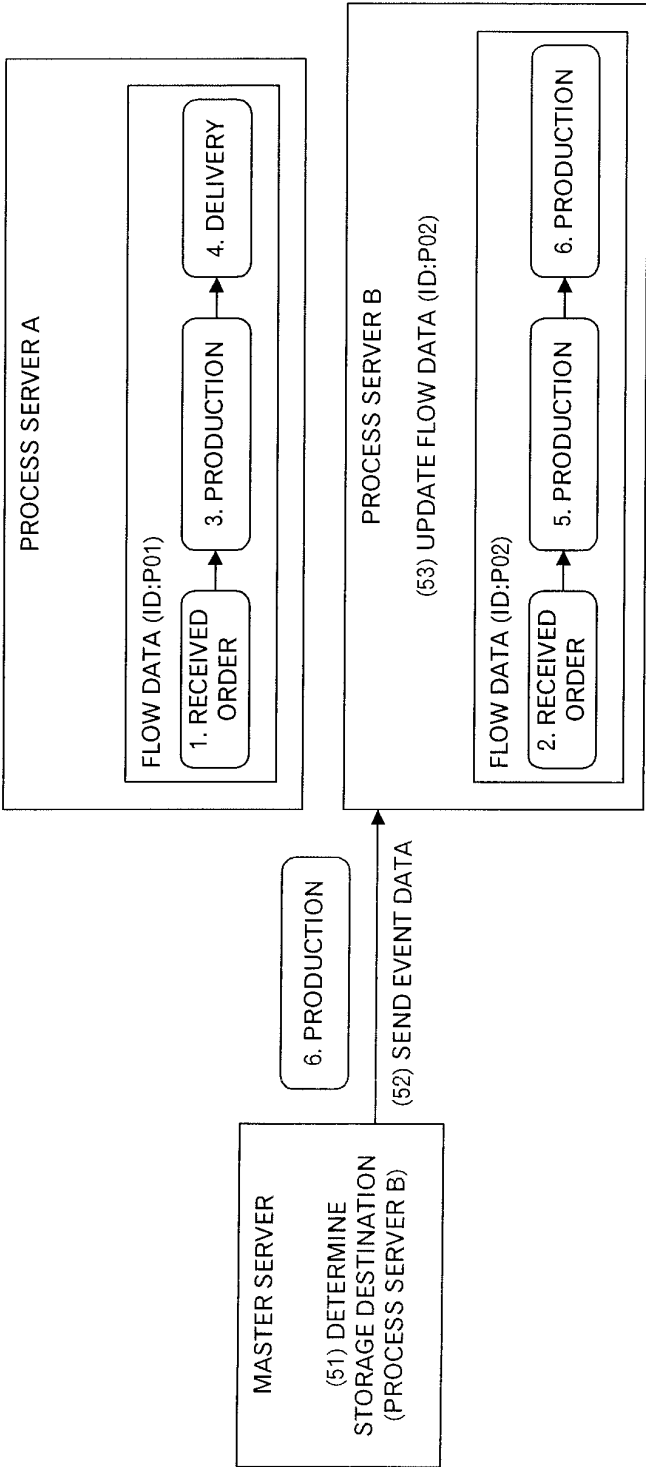 MASTER SERVER
(51) DETERMINE
STORAGE DESTINATION
(PROCESS SERVER B)
6. PRODUCTION
(52) SEND EVENT DATA
PROCESS SERVER A
FLOW DATA (ID:P01)
1. RECEIVED
ORDER
3. PRODUCTION
4. DELIVERY
PROCESS SERVER B
(53) UPDATE FLOW DATA (ID:P02)
FLOW DATA (ID:P02)
2. RECEIVED
ORDER
5. PRODUCTION
6. PRODUCTION